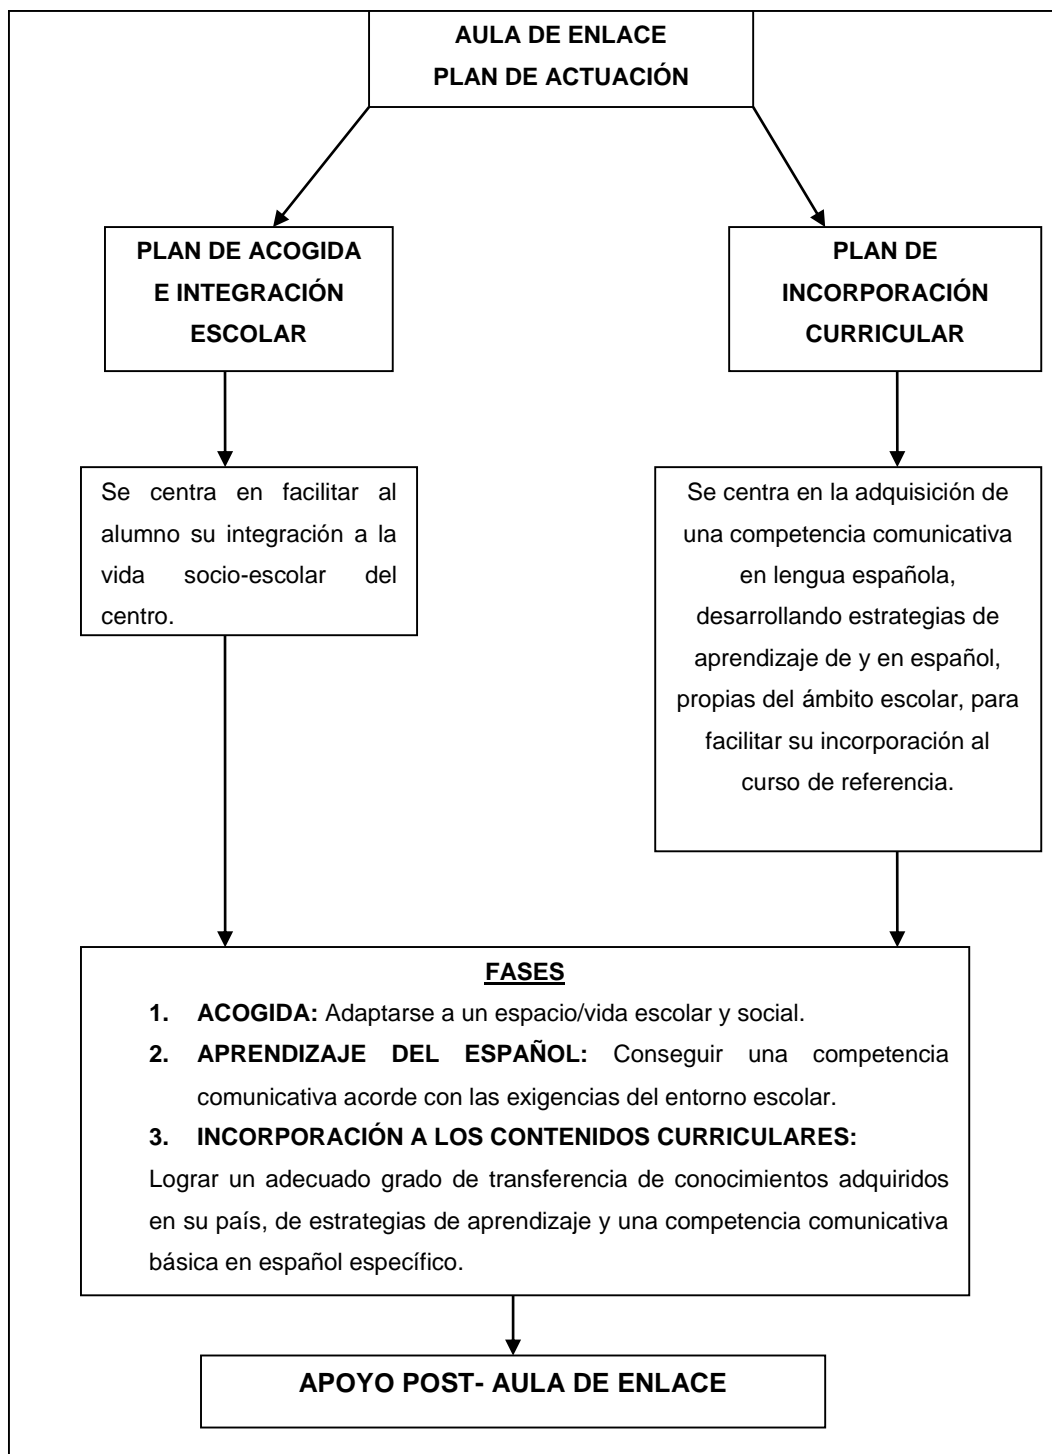 AULA DE ENLACE
PLAN DE ACTUACIÓN
PLAN DE ACOGIDA
E INTEGRACIÓN
ESCOLAR
PLAN DE
INCORPORACIÓN
CURRICULAR
Se centra en facilitar al
alumno su integración a la
vida socio-escolar del
centro.
Se centra en la adquisición de
una competencia comunicativa
en lengua española,
desarrollando estrategias de
aprendizaje de y en español,
propias del ámbito escolar, para
facilitar su incorporación al
curso de referencia.
FASES
1. ACOGIDA: Adaptarse a un espacio/vida escolar y social.
2. APRENDIZAJE DEL ESPAÑOL: Conseguir una competencia
comunicativa acorde con las exigencias del entorno escolar.
3. INCORPORACIÓN A LOS CONTENIDOS CURRICULARES:
Lograr un adecuado grado de transferencia de conocimientos adquiridos
en su país, de estrategias de aprendizaje y una competencia comunicativa
básica en español específico.
APOYO POST- AULA DE ENLACE